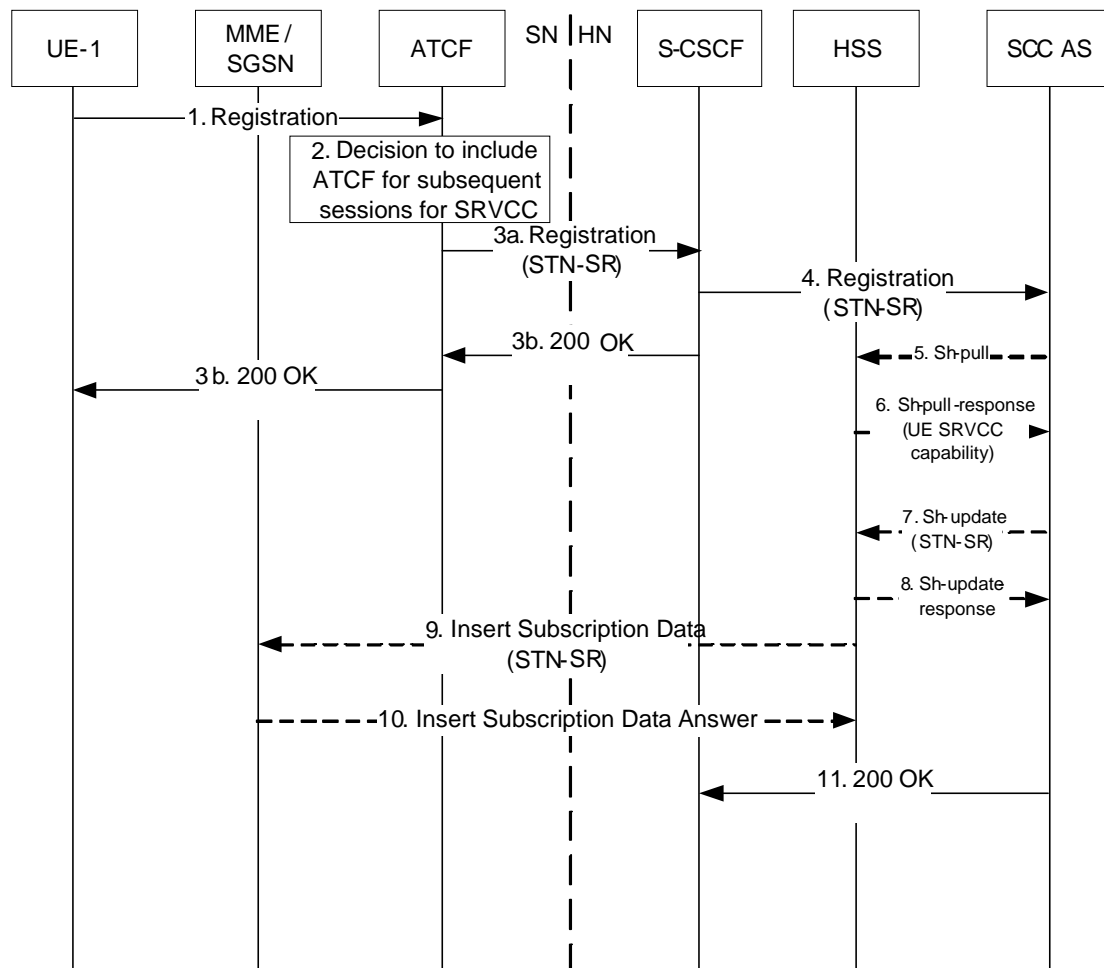 UE-1
MME /
SGSN
ATCF
SN
HN
S-CSCF
HSS
SCC AS
1. Registration
2. Decision to include
ATCF for subsequent
sessions for SRVCC
3a. Registration
(STN-SR)
4. Registration
(STN-SR)
3b. 200 OK
5. Sh-pull
3b. 200 OK
6. Sh-pull-response
(UE SRVCC
capability)
7. Sh-update
(STN-SR)
8. Sh-update
response
9. Insert Subscription Data
(STN-SR)
10. Insert Subscription Data Answer
11. 200 OK